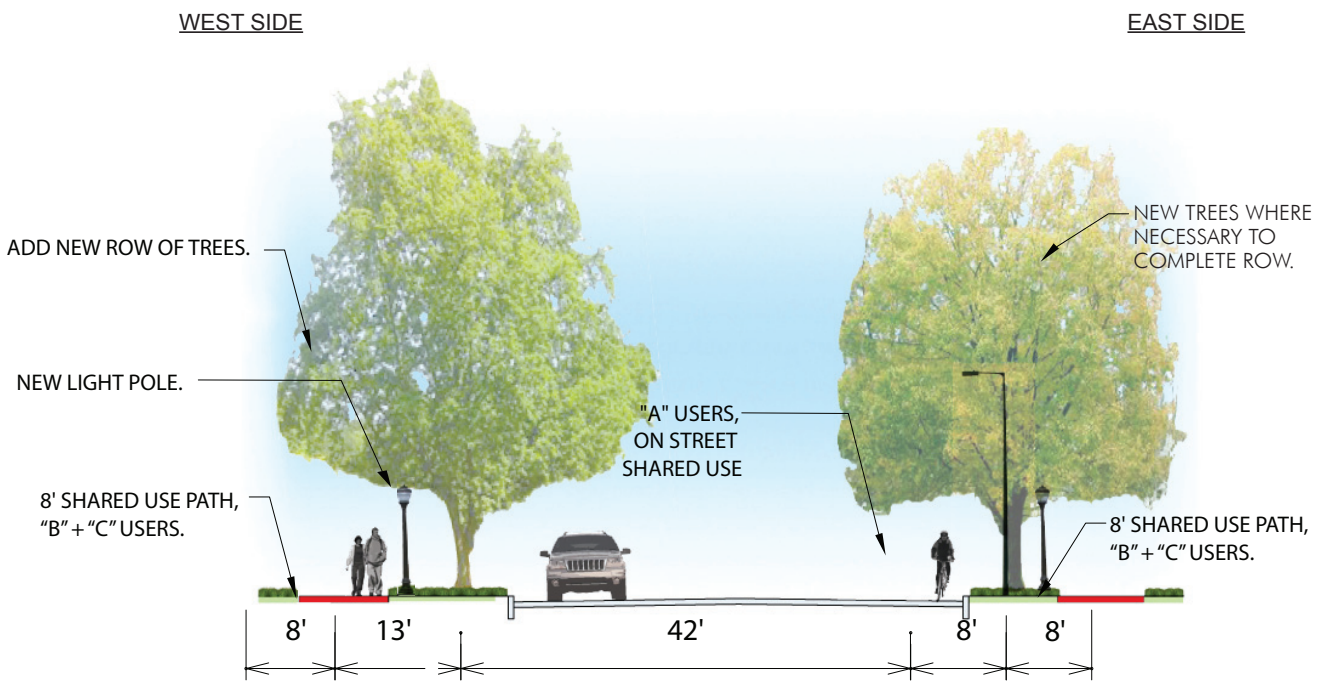 WEST SIDE
EAST SIDE
ADD NEW ROW OF TREES.
NEW TREES WHERE
NECESSARY TO
COMPLETE ROW.
NEW LIGHT POLE.
"A" USERS,
ON STREET
SHARED USE
8' SHARED USE PATH,
“B” + “C” USERS.
8' SHARED USE PATH,
“B” + “C” USERS.
8' 13' 42' 8' 8'